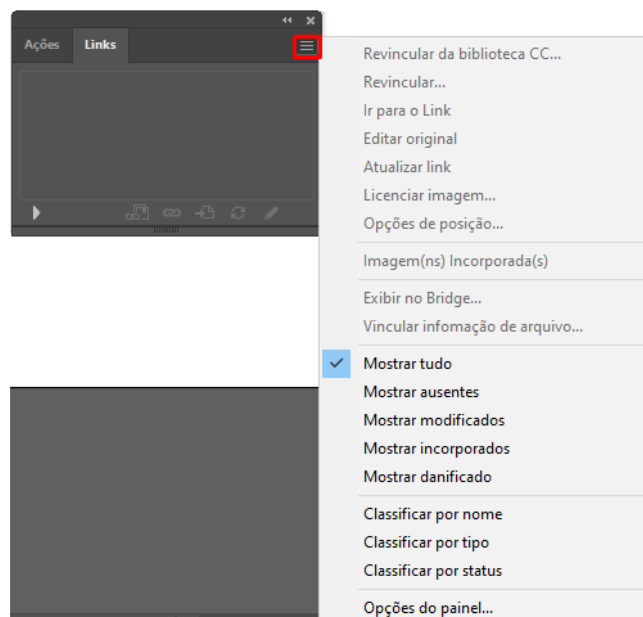 Ações Links
Revincular da biblioteca CC...
Revincular...
Ir para o Link
Editar original
Atualizar link
Licenciar imagem...
Opções de posição...
Imagem(ns) Incorporada(s)
Exibir no Bridge...
Vincular infomação de arquivo...
Mostrar tudo
Mostrar ausentes
Mostrar modificados
Mostrar incorporados
Mostrar danificado
Classificar por nome
Classificar por tipo
Classificar por status
Opções do painel...